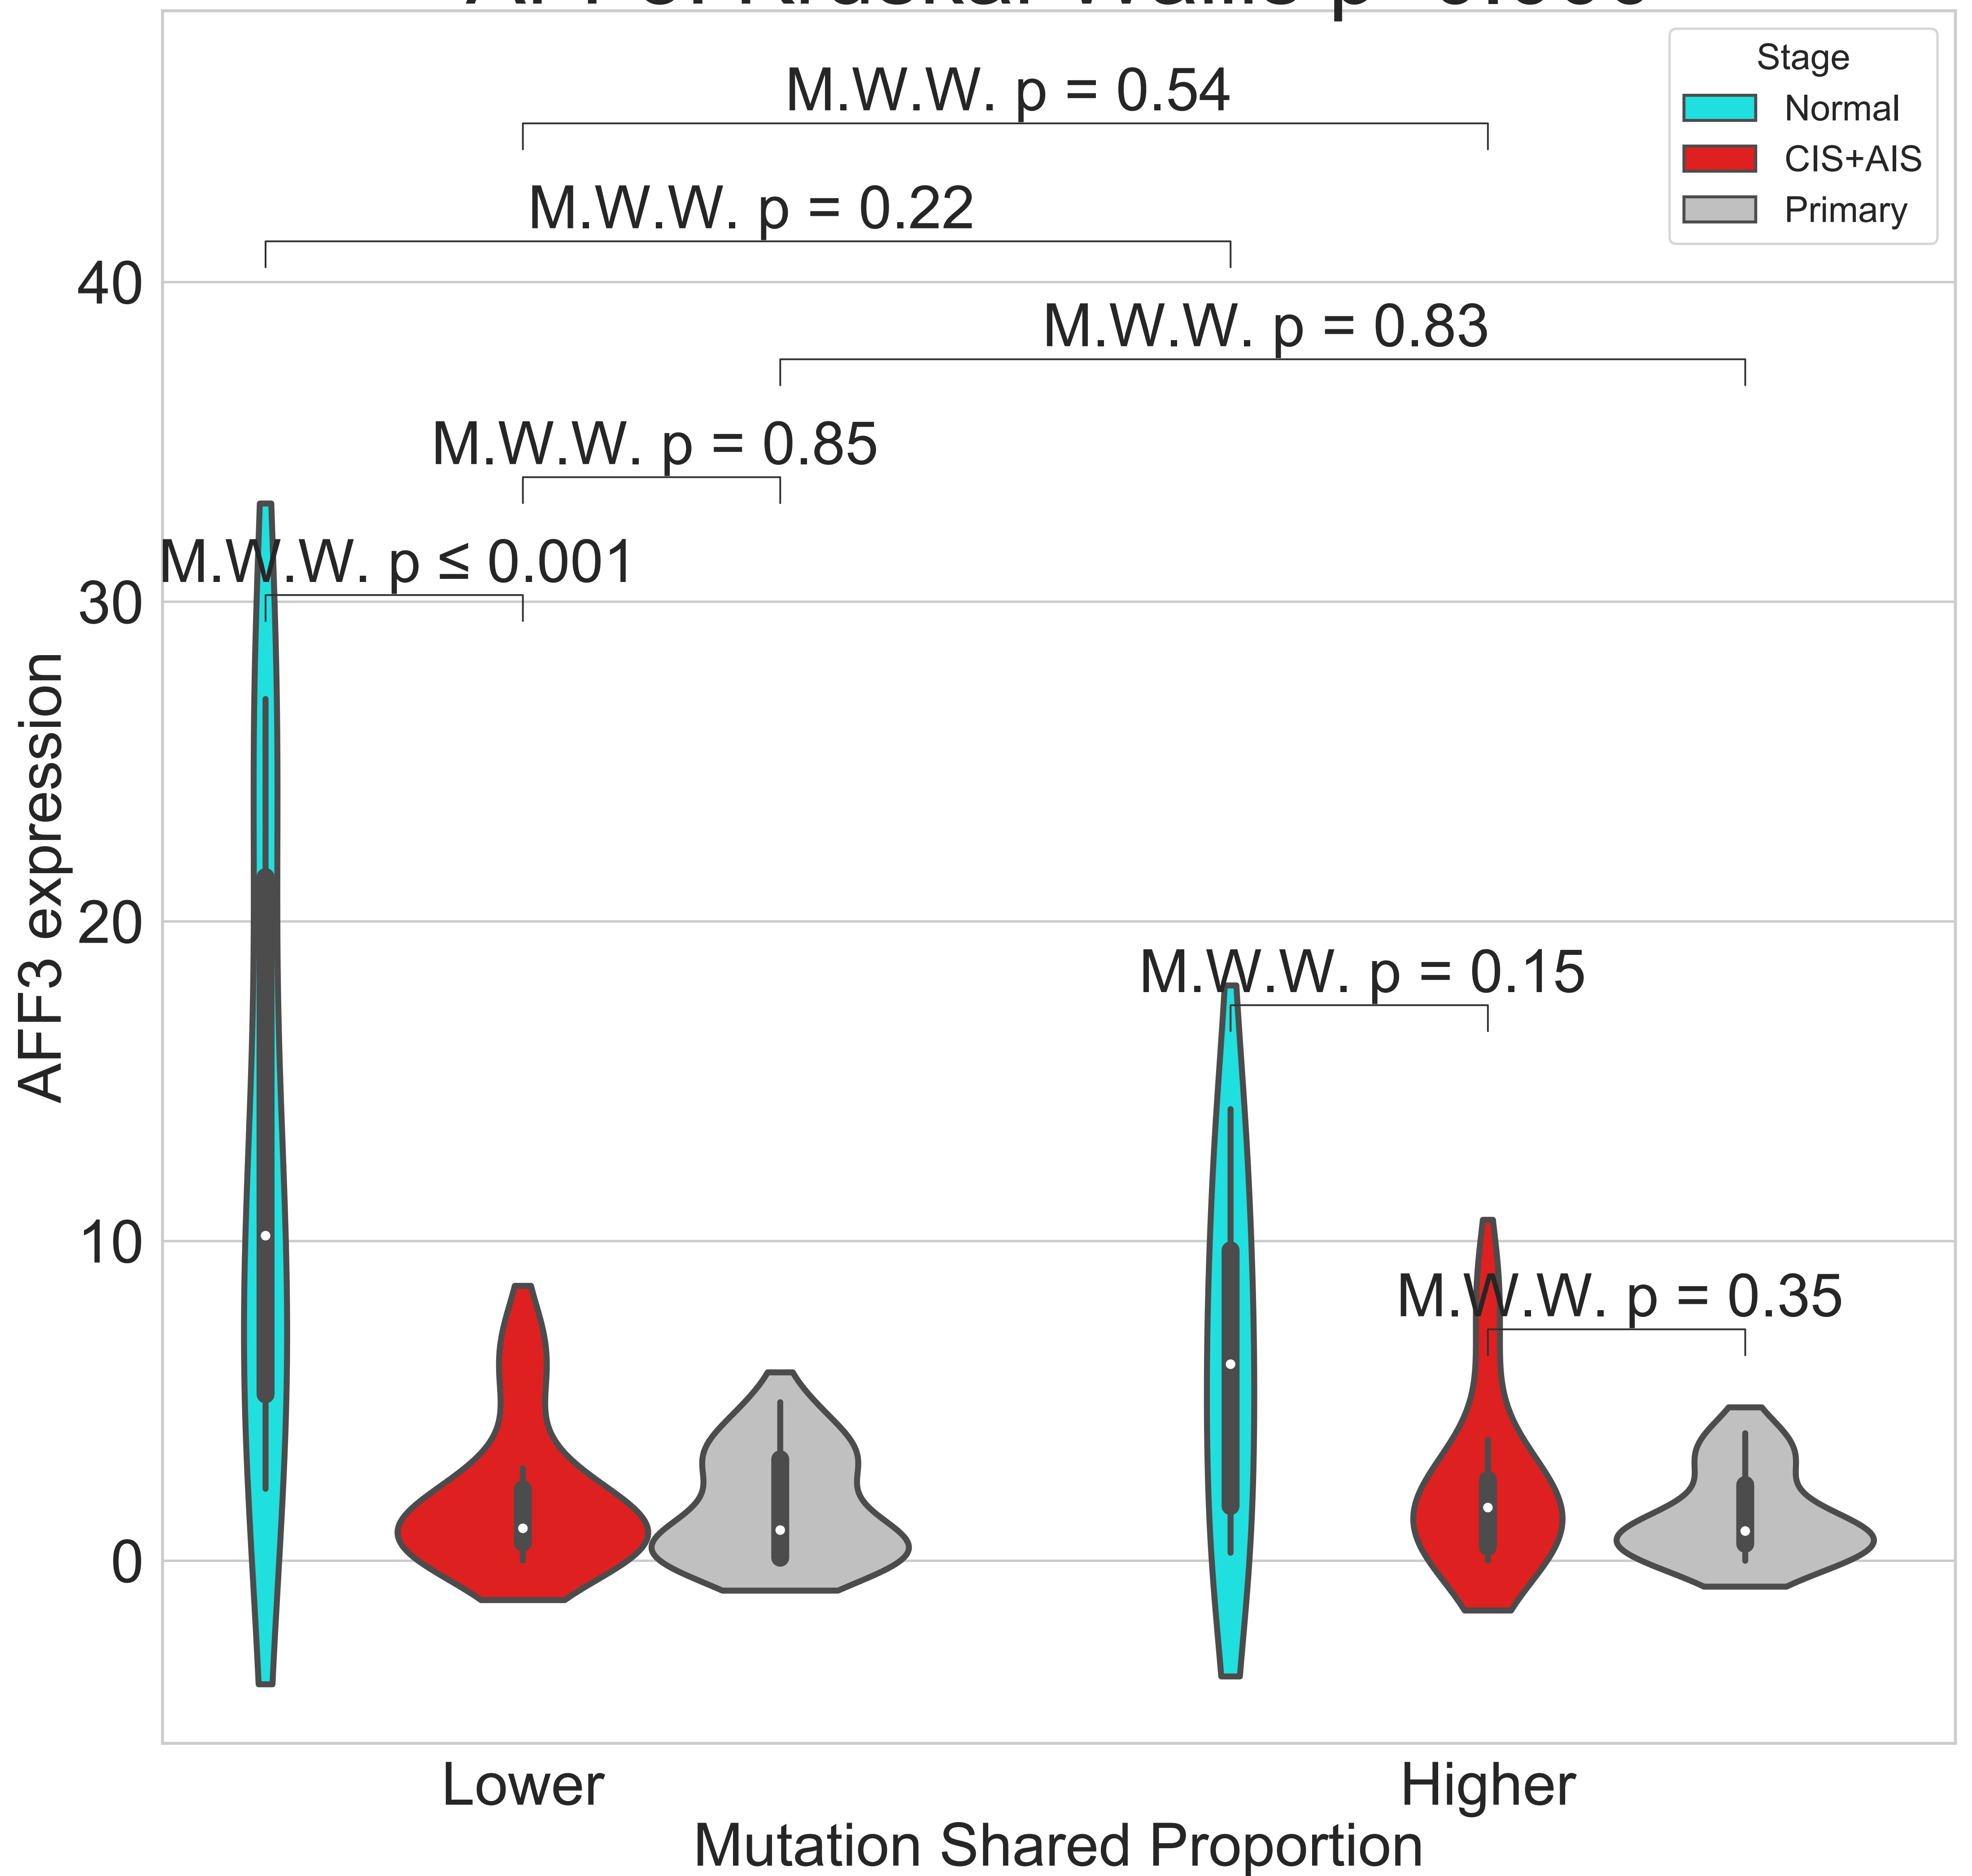 Stage
Normal
CIS+AIS
Primary
M.W.W. p = 0.54
M.W.W. p = 0.22
40
M.W.W. p = 0.83
M.W.W. p = 0.85
M.W.W. p ≤ 0.001
30
AFF3 expression
20
M.W.W. p = 0.15
10
M.W.W. p = 0.35
0
Lower
Higher
Mutation Shared Proportion